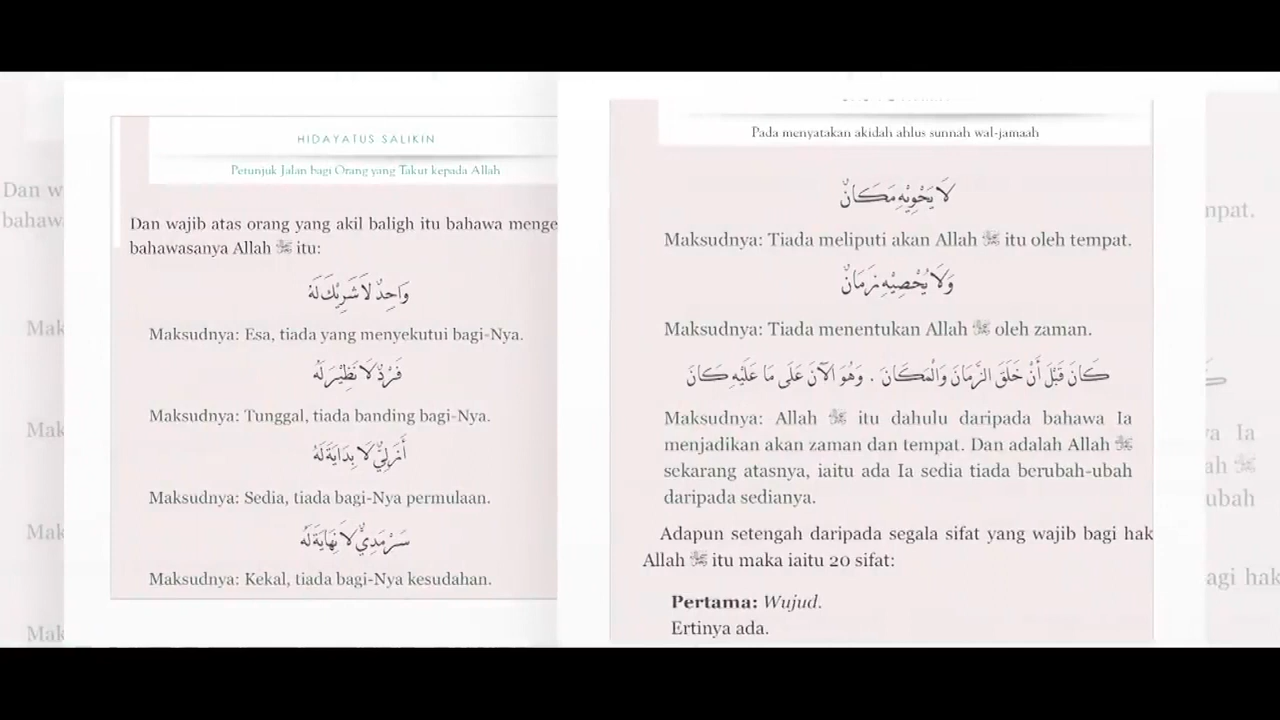 HIDAYATUS SALIKIN
Petunjuk Jalan bagi Orang yang Takut kepada Allah
Dan wajib atas orang yang akil baligh itu bahawa menge
bahawasanya Allah ﷻ itu:
وَاحِدٌ لَا شَرِيْكَ لَهُ
Maksudnya: Esa, tiada yang menyekutui bagi-Nya.
فَرْدٌ لَا نَظِيْرَ لَهُ
Maksudnya: Tunggal, tiada banding bagi-Nya.
أَزَلِيٌّ لَا بِدَايَةَ لَهُ
Maksudnya: Sedia, tiada bagi-Nya permulaan.
سَرْمَدِيٌّ لَا نِهَايَةَ لَهُ
Maksudnya: Kekal, tiada bagi-Nya kesudahan.
Pada menyatakan akidah ahlus sunnah wal-jamaah
لَا يَحْوِيْهِ مَكَانٌ
Maksudnya: Tiada meliputi akan Allah ﷻ itu oleh tempat.
وَلَا يُحْصِيْهِ زَمَانٌ
Maksudnya: Tiada menentukan Allah ﷻ oleh zaman.
كَانَ قَبْلَ أَنْ خَلَقَ الزَّمَانَ وَالْمَكَانَ . وَهُوَ الْآنَ عَلَى مَا عَلَيْهِ كَانَ
Maksudnya: Allah ﷻ itu dahulu daripada bahawa Ia
menjadikan akan zaman dan tempat. Dan adalah Allah ﷻ
sekarang atasnya, iaitu ada Ia sedia tiada berubah-ubah
daripada sedianya.
Adapun setengah daripada segala sifat yang wajib bagi hak
Allah ﷻ itu maka iaitu 20 sifat:
Pertama: Wujud.
Ertinya ada.